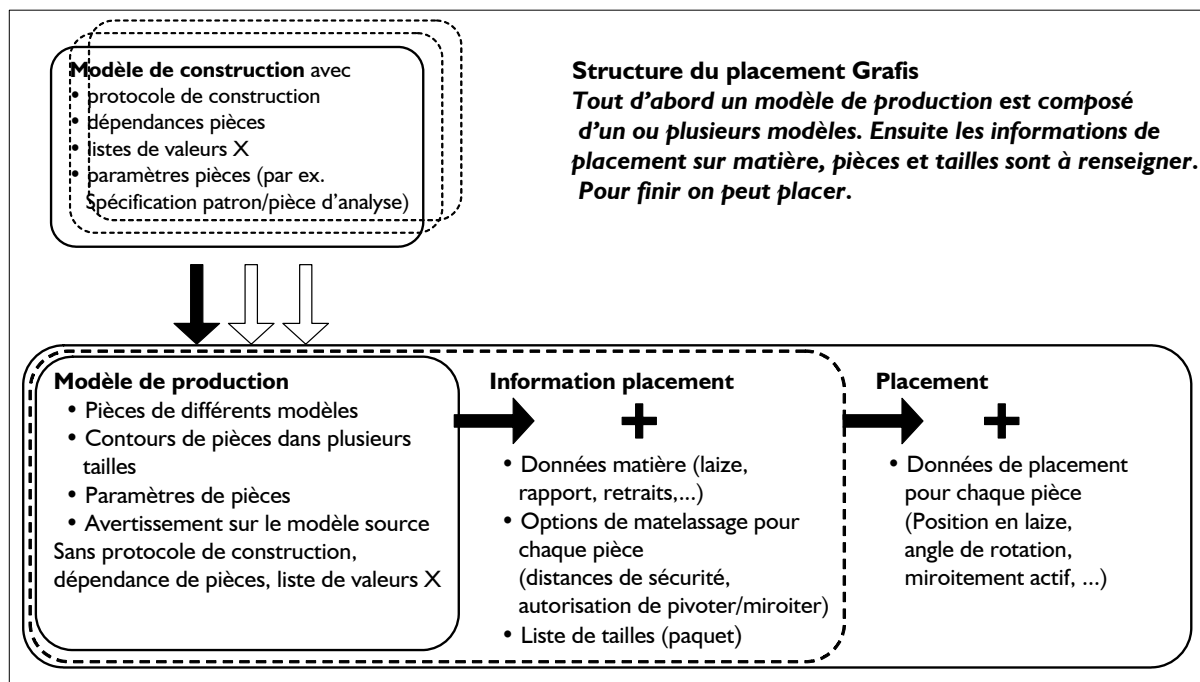 Modèle de construction avec
• protocole de construction
• dépendances pièces
• listes de valeurs X
• paramètres pièces (par ex.
Spécification patron/pièce d'analyse)
Structure du placement Grafis
Tout d'abord un modèle de production est composé
d'un ou plusieurs modèles. Ensuite les informations de
placement sur matière, pièces et tailles sont à renseigner.
Pour finir on peut placer.
Modèle de production
• Pièces de différents modèles
• Contours de pièces dans plusieurs
tailles
• Paramètres de pièces
• Avertissement sur le modèle source
Sans protocole de construction,
dépendance de pièces, liste de valeurs X
Information placement
+
• Données matière (laize,
rapport, retraits,...)
• Options de matelassage pour
chaque pièce
(distances de sécurité,
autorisation de pivoter/miroiter)
• Liste de tailles (paquet)
Placement
+
• Données de placement
pour chaque pièce
(Position en laize,
angle de rotation,
miroitement actif, ...)